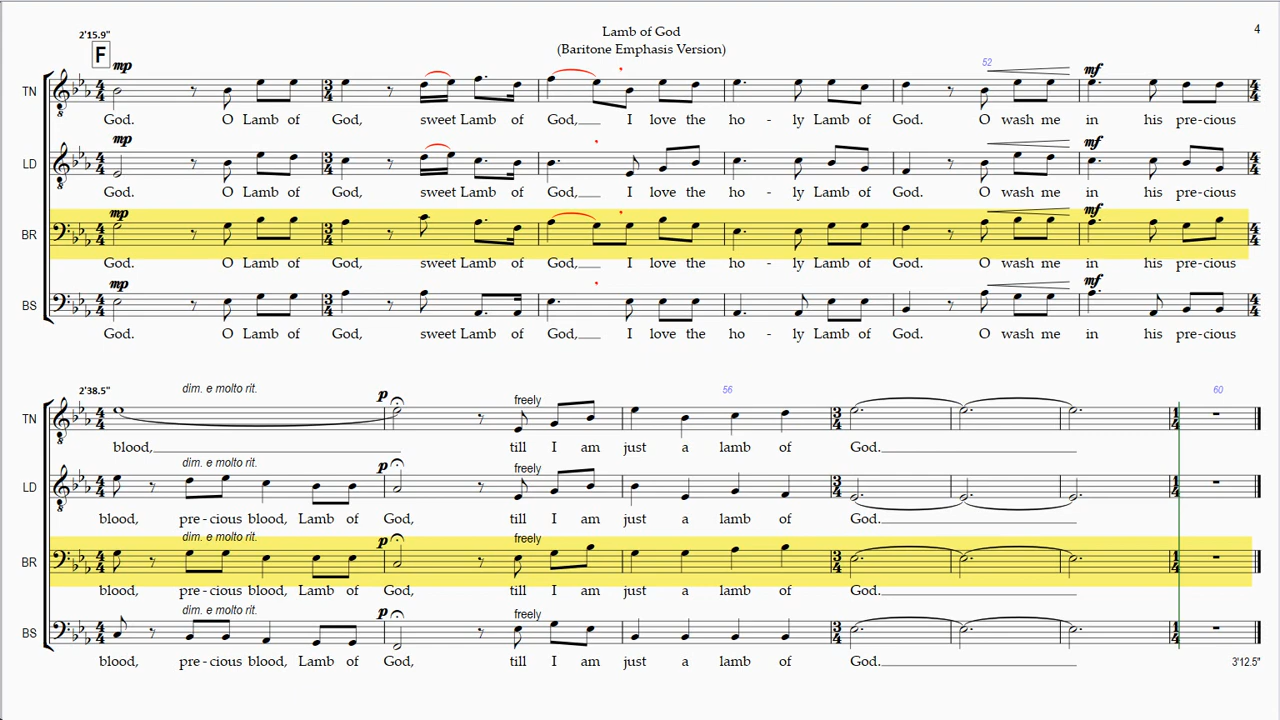 Lamb of God
4
(Baritone Emphasis Version)
2'15.9"
F
mp 52 mf
TN
God. O Lamb of God, sweet Lamb of God,___ I love the ho - ly Lamb of God. O wash me in his pre-cious
mp mf
LD
God. O Lamb of God, sweet Lamb of God,___ I love the ho - ly Lamb of God. O wash me in his pre-cious
mp mf
BR
God. O Lamb of God, sweet Lamb of God,___ I love the ho - ly Lamb of God. O wash me in his pre-cious
mp mf
BS
God. O Lamb of God, sweet Lamb of God,___ I love the ho - ly Lamb of God. O wash me in his pre-cious
2'38.5" dim. e molto rit. p freely 56 60
TN
blood,___ till I am just a lamb of God.___
dim. e molto rit. p freely
LD
blood, pre-cious blood, Lamb of God, till I am just a lamb of God.___
dim. e molto rit. p freely
BR
blood, pre-cious blood, Lamb of God, till I am just a lamb of God.___
dim. e molto rit. p freely
BS
blood, pre-cious blood, Lamb of God, till I am just a lamb of God.___
3'12.5"